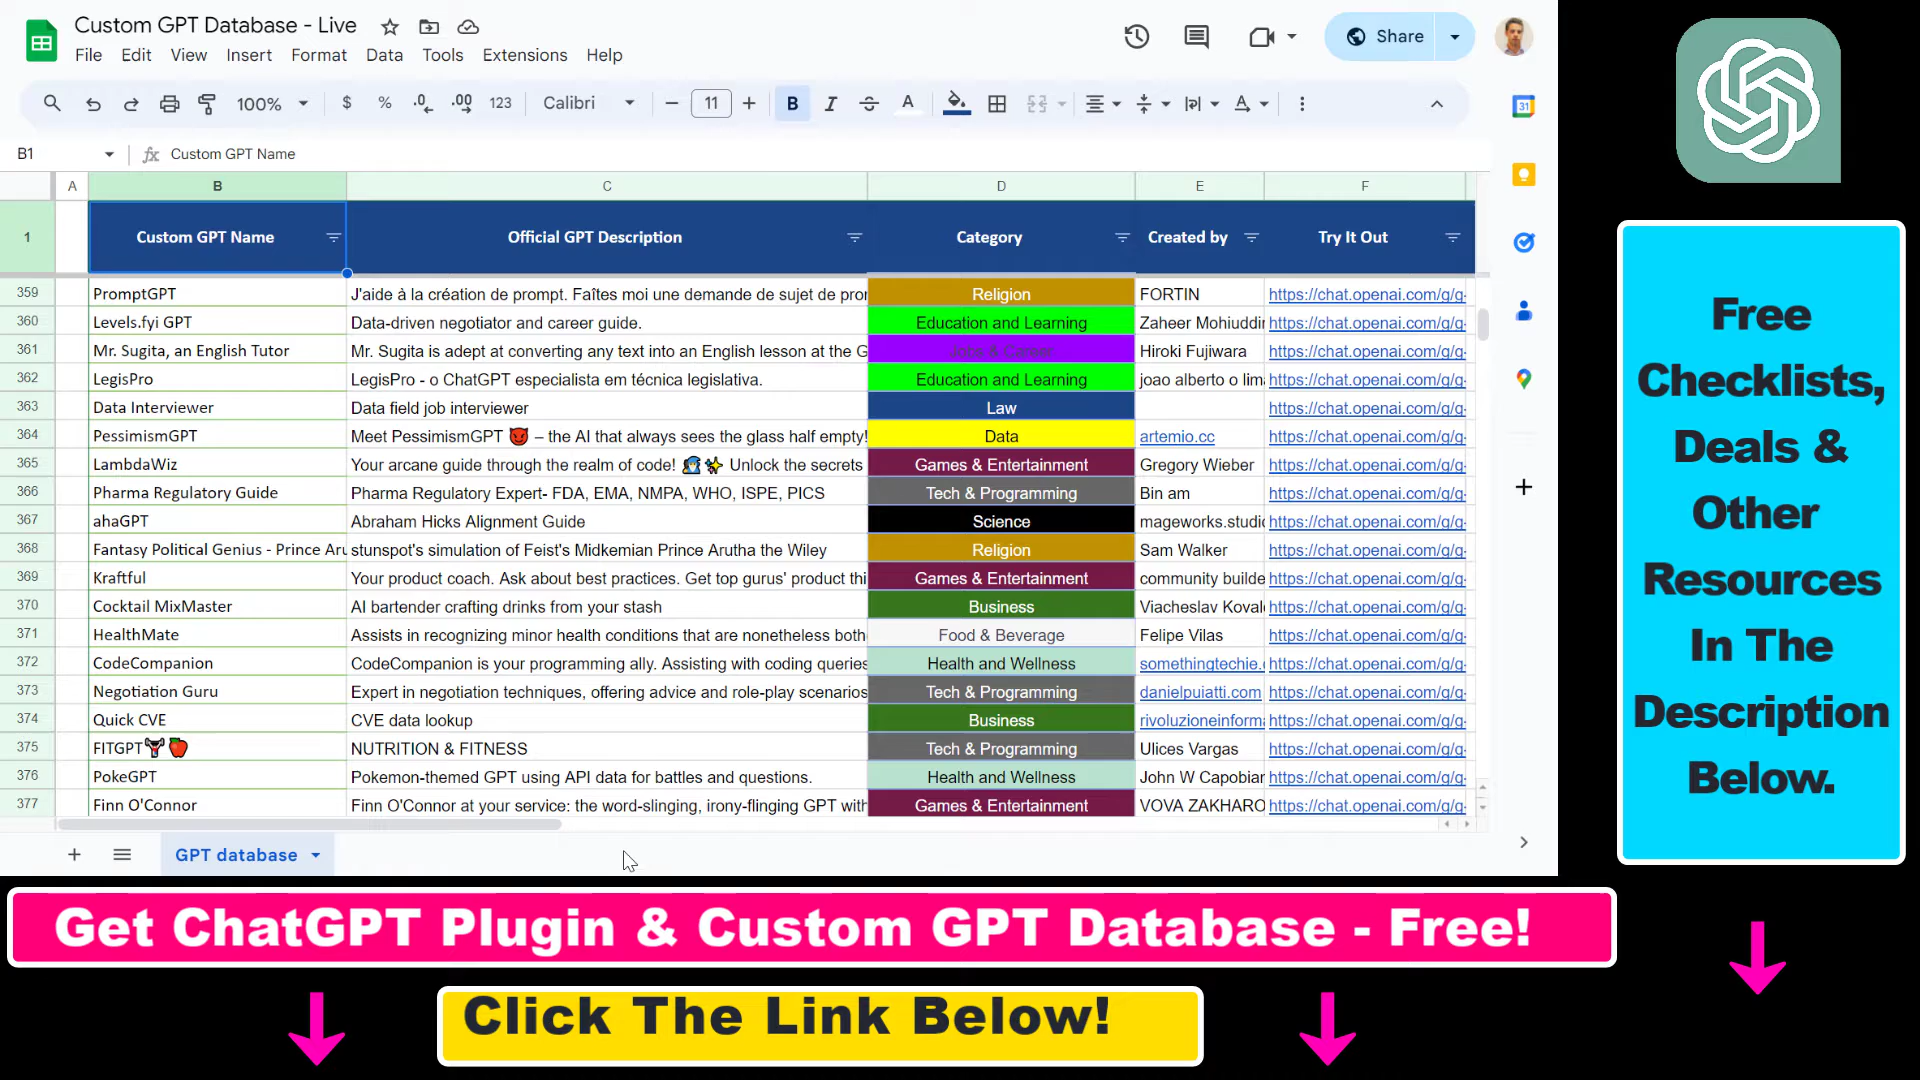 Custom GPT Database - Live
File Edit View Insert Format Data Tools Extensions Help
Share
100% $ % .0 .00 123 Calibri 11 B I S A
31
B1 fx Custom GPT Name
A B C D E F
1 Custom GPT Name Official GPT Description Category Created by Try It Out
359 PromptGPT J'aide à la création de prompt. Faîtes moi une demande de sujet de pror Religion FORTIN https://chat.openai.com/g/g-
360 Levels.fyi GPT Data-driven negotiator and career guide. Education and Learning Zaheer Mohiuddin https://chat.openai.com/g/g-
361 Mr. Sugita, an English Tutor Mr. Sugita is adept at converting any text into an English lesson at the G Jobs & Career Hiroki Fujiwara https://chat.openai.com/g/g-
362 LegisPro LegisPro - o ChatGPT especialista em técnica legislativa. Education and Learning joao alberto o lima https://chat.openai.com/g/g-
363 Data Interviewer Data field job interviewer Law https://chat.openai.com/g/g-
364 PessimismGPT Meet PessimismGPT 😈 – the AI that always sees the glass half empty! Data artemio.cc https://chat.openai.com/g/g-
365 LambdaWiz Your arcane guide through the realm of code! 🧙✨ Unlock the secrets Games & Entertainment Gregory Wieber https://chat.openai.com/g/g-
366 Pharma Regulatory Guide Pharma Regulatory Expert- FDA, EMA, NMPA, WHO, ISPE, PICS Tech & Programming Bin am https://chat.openai.com/g/g-
367 ahaGPT Abraham Hicks Alignment Guide Science mageworks.studio https://chat.openai.com/g/g-
368 Fantasy Political Genius - Prince Aru stunspot's simulation of Feist's Midkemian Prince Arutha the Wiley Religion Sam Walker https://chat.openai.com/g/g-
369 Kraftful Your product coach. Ask about best practices. Get top gurus' product thi Games & Entertainment community builde https://chat.openai.com/g/g-
370 Cocktail MixMaster AI bartender crafting drinks from your stash Business Viacheslav Koval https://chat.openai.com/g/g-
371 HealthMate Assists in recognizing minor health conditions that are nonetheless both Food & Beverage Felipe Vilas https://chat.openai.com/g/g-
372 CodeCompanion CodeCompanion is your programming ally. Assisting with coding queries Health and Wellness somethingtechie. https://chat.openai.com/g/g-
373 Negotiation Guru Expert in negotiation techniques, offering advice and role-play scenarios Tech & Programming danielpuiatti.com https://chat.openai.com/g/g-
374 Quick CVE CVE data lookup Business rivoluzioneinforma https://chat.openai.com/g/g-
375 FITGPT🏋🍎 NUTRITION & FITNESS Tech & Programming Ulices Vargas https://chat.openai.com/g/g-
376 PokeGPT Pokemon-themed GPT using API data for battles and questions. Health and Wellness John W Capobian https://chat.openai.com/g/g-
377 Finn O'Connor Finn O'Connor at your service: the word-slinging, irony-flinging GPT with Games & Entertainment VOVA ZAKHARO https://chat.openai.com/g/g-
GPT database
Free
Checklists,
Deals &
Other
Resources
In The
Description
Below.
Get ChatGPT Plugin & Custom GPT Database - Free!
Click The Link Below!